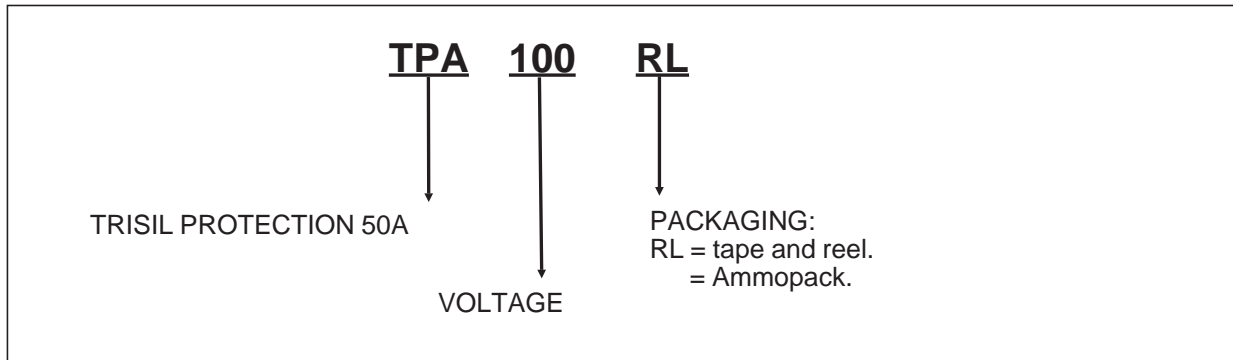 TPA 100 RL
TRISIL PROTECTION 50A
VOLTAGE
PACKAGING:
RL = tape and reel.
= Ammopack.